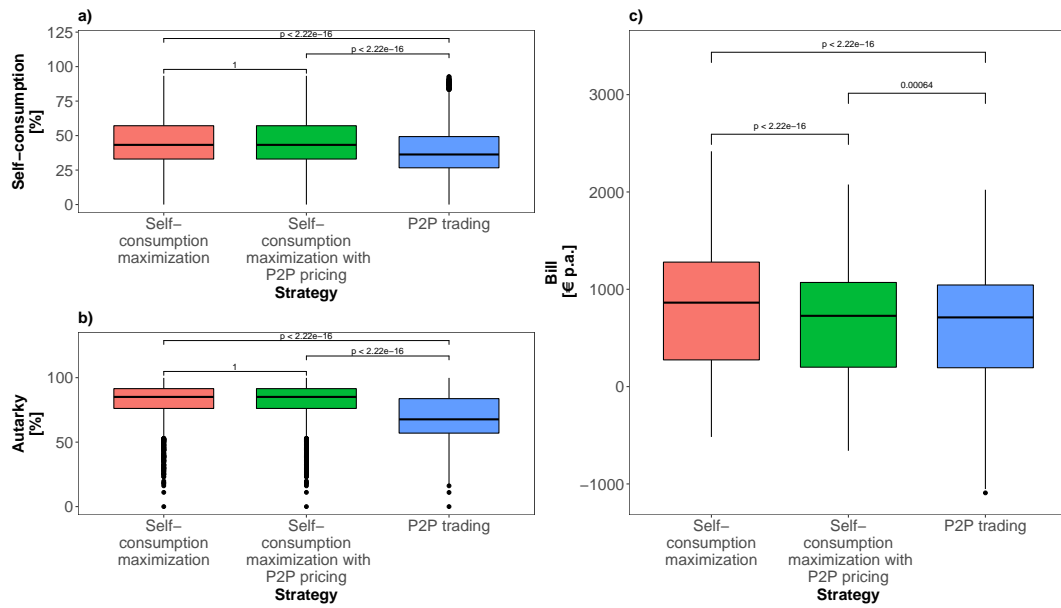 a)
Self−consumption
[%]
125
100
75
50
25
0
p < 2.22e−16
p < 2.22e−16
1
Self−
consumption
maximization
Self−
consumption
maximization with
P2P pricing
P2P trading
Strategy
b)
Autarky
[%]
100
50
0
p < 2.22e−16
p < 2.22e−16
1
Self−
consumption
maximization
Self−
consumption
maximization with
P2P pricing
P2P trading
Strategy
c)
Bill
[€ p.a.]
3000
2000
1000
0
−1000
p < 2.22e−16
0.00064
p < 2.22e−16
Self−
consumption
maximization
Self−
consumption
maximization with
P2P pricing
P2P trading
Strategy